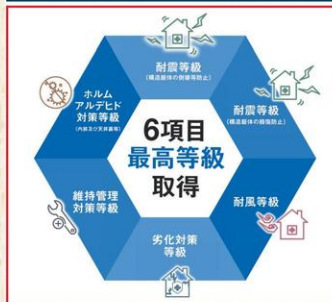 6項目
最高等級
取得
耐震等級
(構造躯体の倒壊等防止)
耐震等級
(構造躯体の損傷防止)
耐風等級
劣化対策
等級
維持管理
対策等級
ホルム
アルデヒド
対策等級
(内装及び天井裏等)